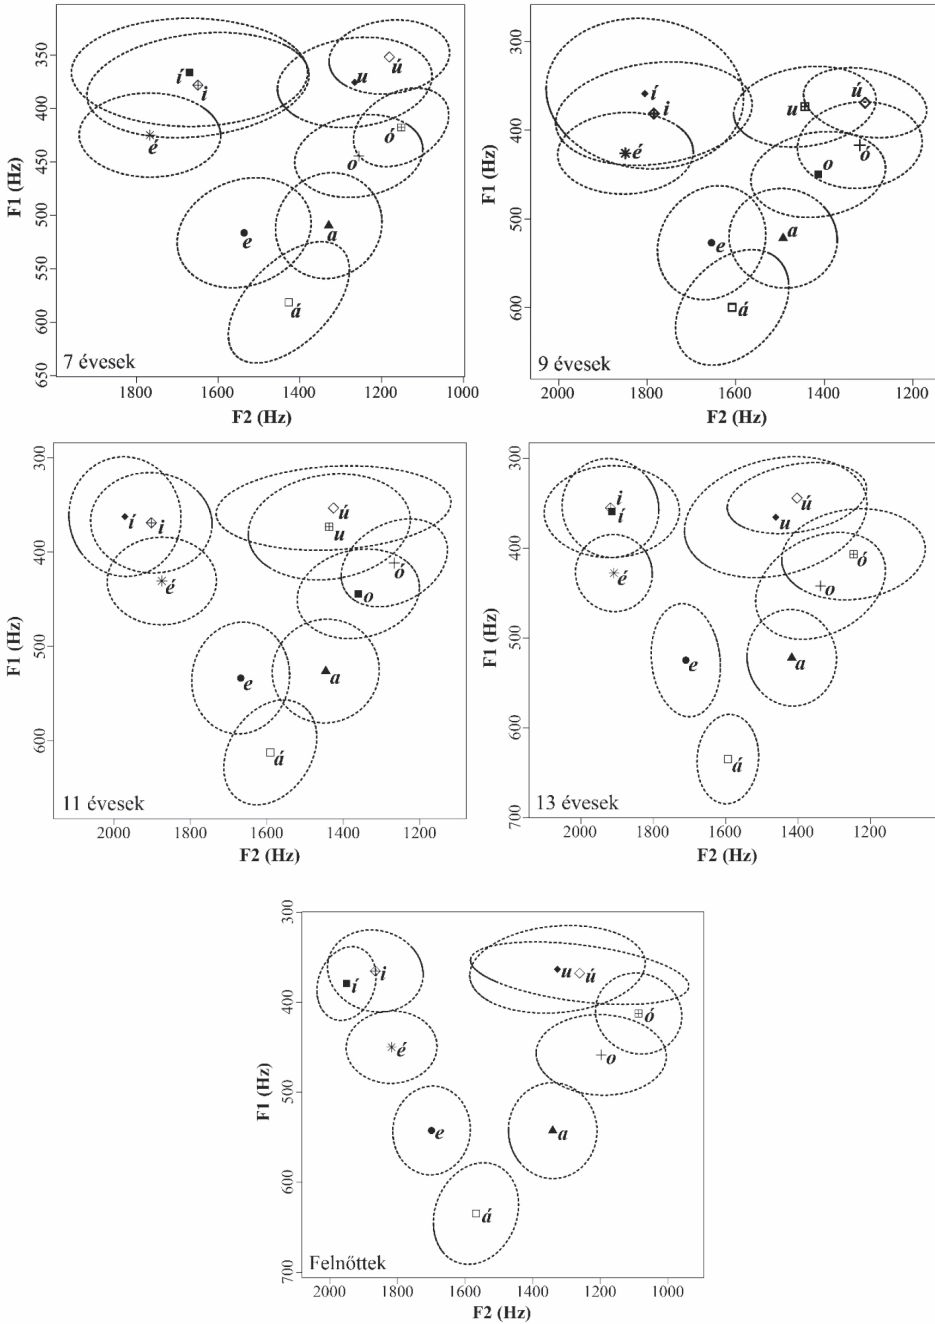 350
400
450
500
550
600
650
F1 (Hz)
í
i
u
ú
é
ó
o
e
a
á
7 évesek
1800
1600
1400
1200
1000
F2 (Hz)
300
400
500
600
F1 (Hz)
í
i
u
ú
é
ó
o
e
a
á
9 évesek
2000
1800
1600
1400
1200
F2 (Hz)
300
400
500
600
F1 (Hz)
í
i
ú
u
é
ó
o
e
a
á
11 évesek
2000
1800
1600
1400
1200
F2 (Hz)
300
400
500
600
700
F1 (Hz)
i
í
ú
u
é
ó
o
e
a
á
13 évesek
2000
1800
1600
1400
1200
F2 (Hz)
300
400
500
600
700
F1 (Hz)
i
í
u
ú
é
ó
o
e
a
á
Felnőttek
2000
1800
1600
1400
1200
1000
F2 (Hz)